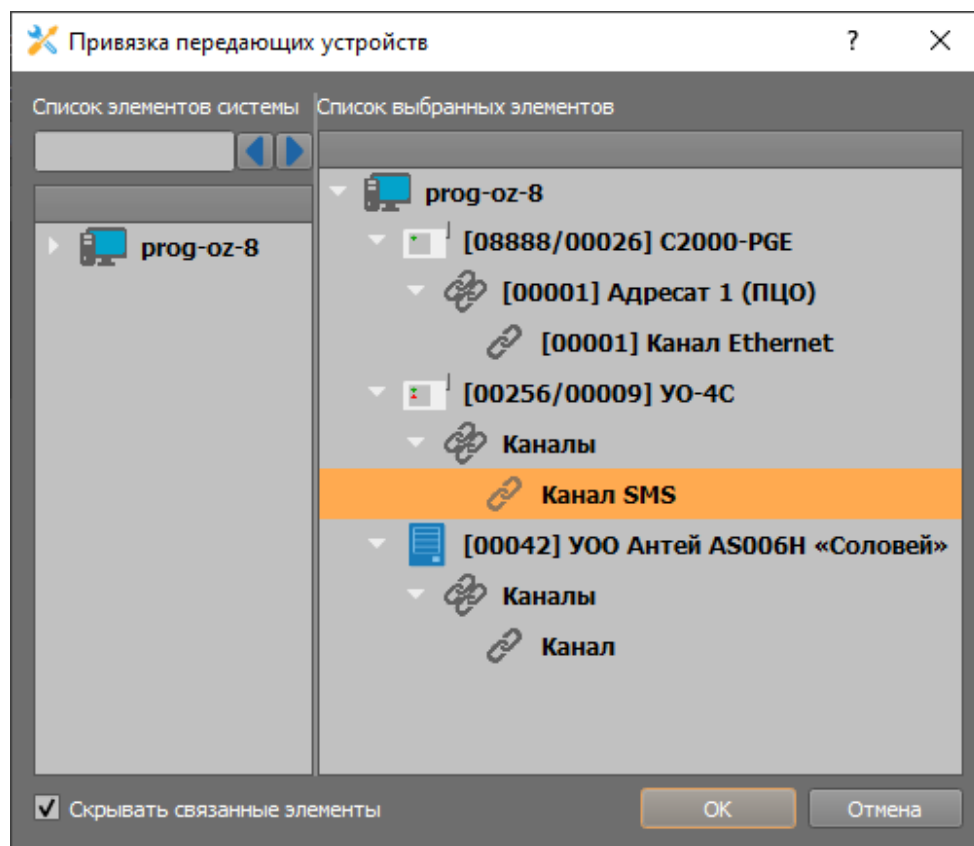 Привязка передающих устройств
Список элементов системы
Список выбранных элементов
prog-oz-8
prog-oz-8
[08888/00026] C2000-PGE
[00001] Адресат 1 (ПЦО)
[00001] Канал Ethernet
[00256/00009] УО-4С
Каналы
Канал SMS
[00042] УОО Антей AS006H «Соловей»
Каналы
Канал
Скрывать связанные элементы
OK
Отмена